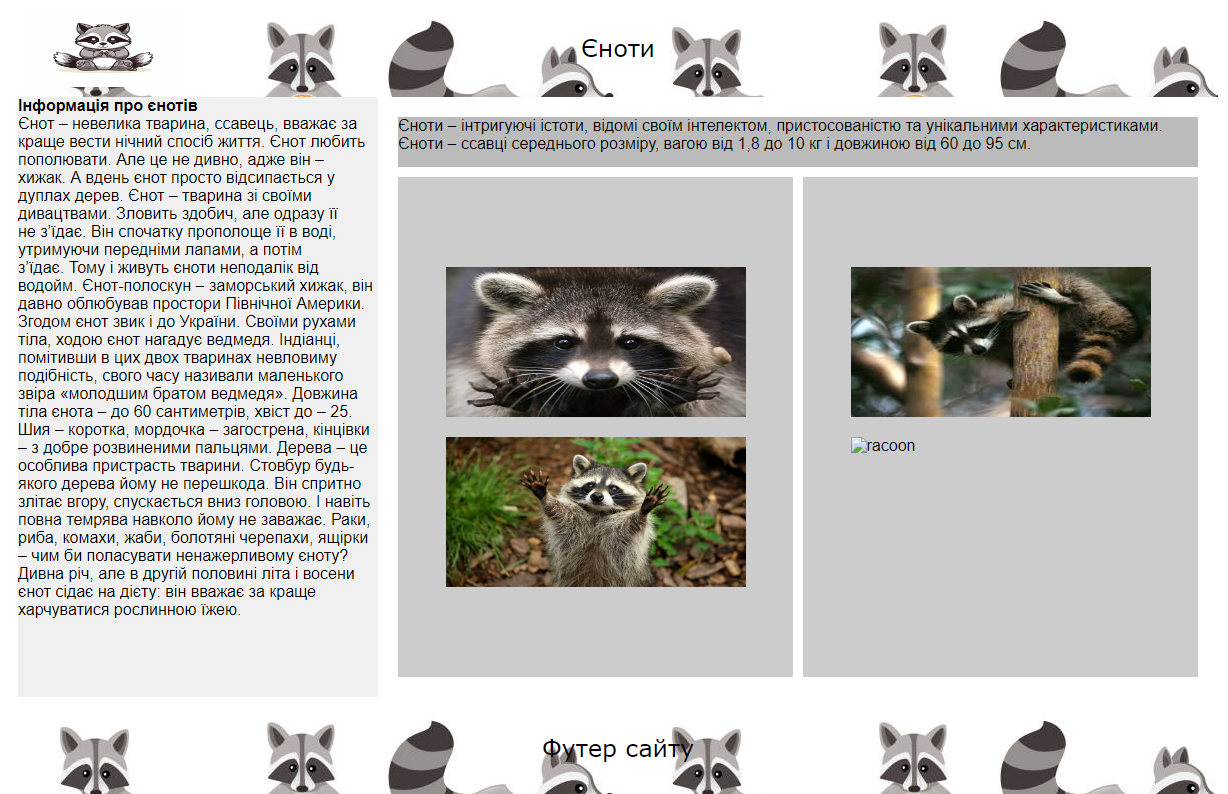 Єноти
Інформація про єнотів
Єнот – невелика тварина, ссавець, вважає за
краще вести нічний спосіб життя. Єнот любить
пополювати. Але це не дивно, адже він –
хижак. А вдень єнот просто відсипається у
дуплах дерев. Єнот – тварина зі своїми
дивацтвами. Зловить здобич, але одразу її
не з’їдає. Він спочатку прополоще її в воді,
утримуючи передніми лапами, а потім
з’їдає. Тому і живуть єноти неподалік від
водойм. Єнот-полоскун – заморський хижак, він
давно облюбував простори Північної Америки.
Згодом єнот звик і до України. Своїми рухами
тіла, ходою єнот нагадує ведмедя. Індіанці,
помітивши в цих двох тваринах невловиму
подібність, свого часу називали маленького
звіра «молодшим братом ведмедя». Довжина
тіла єнота – до 60 сантиметрів, хвіст до – 25.
Шия – коротка, мордочка – загострена, кінцівки
– з добре розвиненими пальцями. Дерева – це
особлива пристрасть тварини. Стовбур будь-
якого дерева йому не перешкода. Він спритно
злітає вгору, спускається вниз головою. І навіть
повна темрява навколо йому не заважає. Раки,
риба, комахи, жаби, болотяні черепахи, ящірки
– чим би поласувати ненажерливому єноту?
Дивна річ, але в другій половині літа і восени
єнот сідає на дієту: він вважає за краще
харчуватися рослинною їжею.
Єноти – інтригуючі істоти, відомі своїм інтелектом, пристосованістю та унікальними характеристиками.
Єноти – ссавці середнього розміру, вагою від 1,8 до 10 кг і довжиною від 60 до 95 см.
racoon
Футер сайту